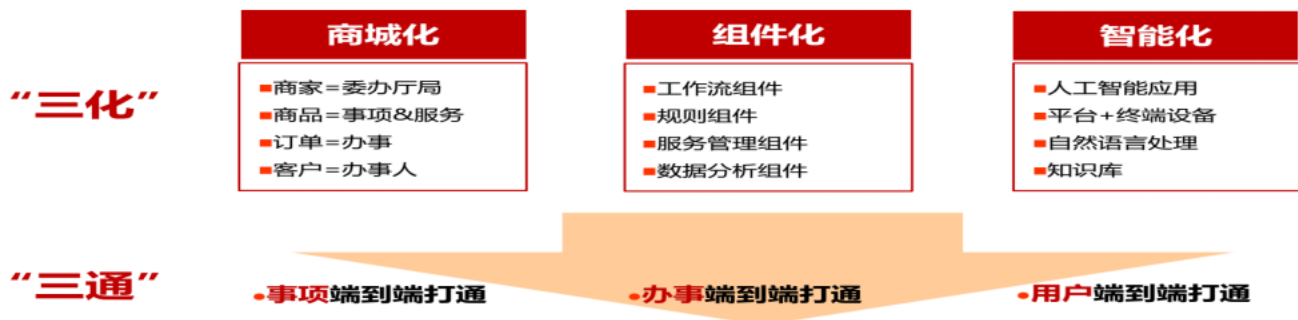 商城化
组件化
智能化
“三化”
■商家=委办厅局
■商品=事项&服务
■订单=办事
■客户=办事人
■工作流组件
■规则组件
■服务管理组件
■数据分析组件
■人工智能应用
■平台+终端设备
■自然语言处理
■知识库
“三通”
•事项端到端打通
•办事端到端打通
•用户端到端打通